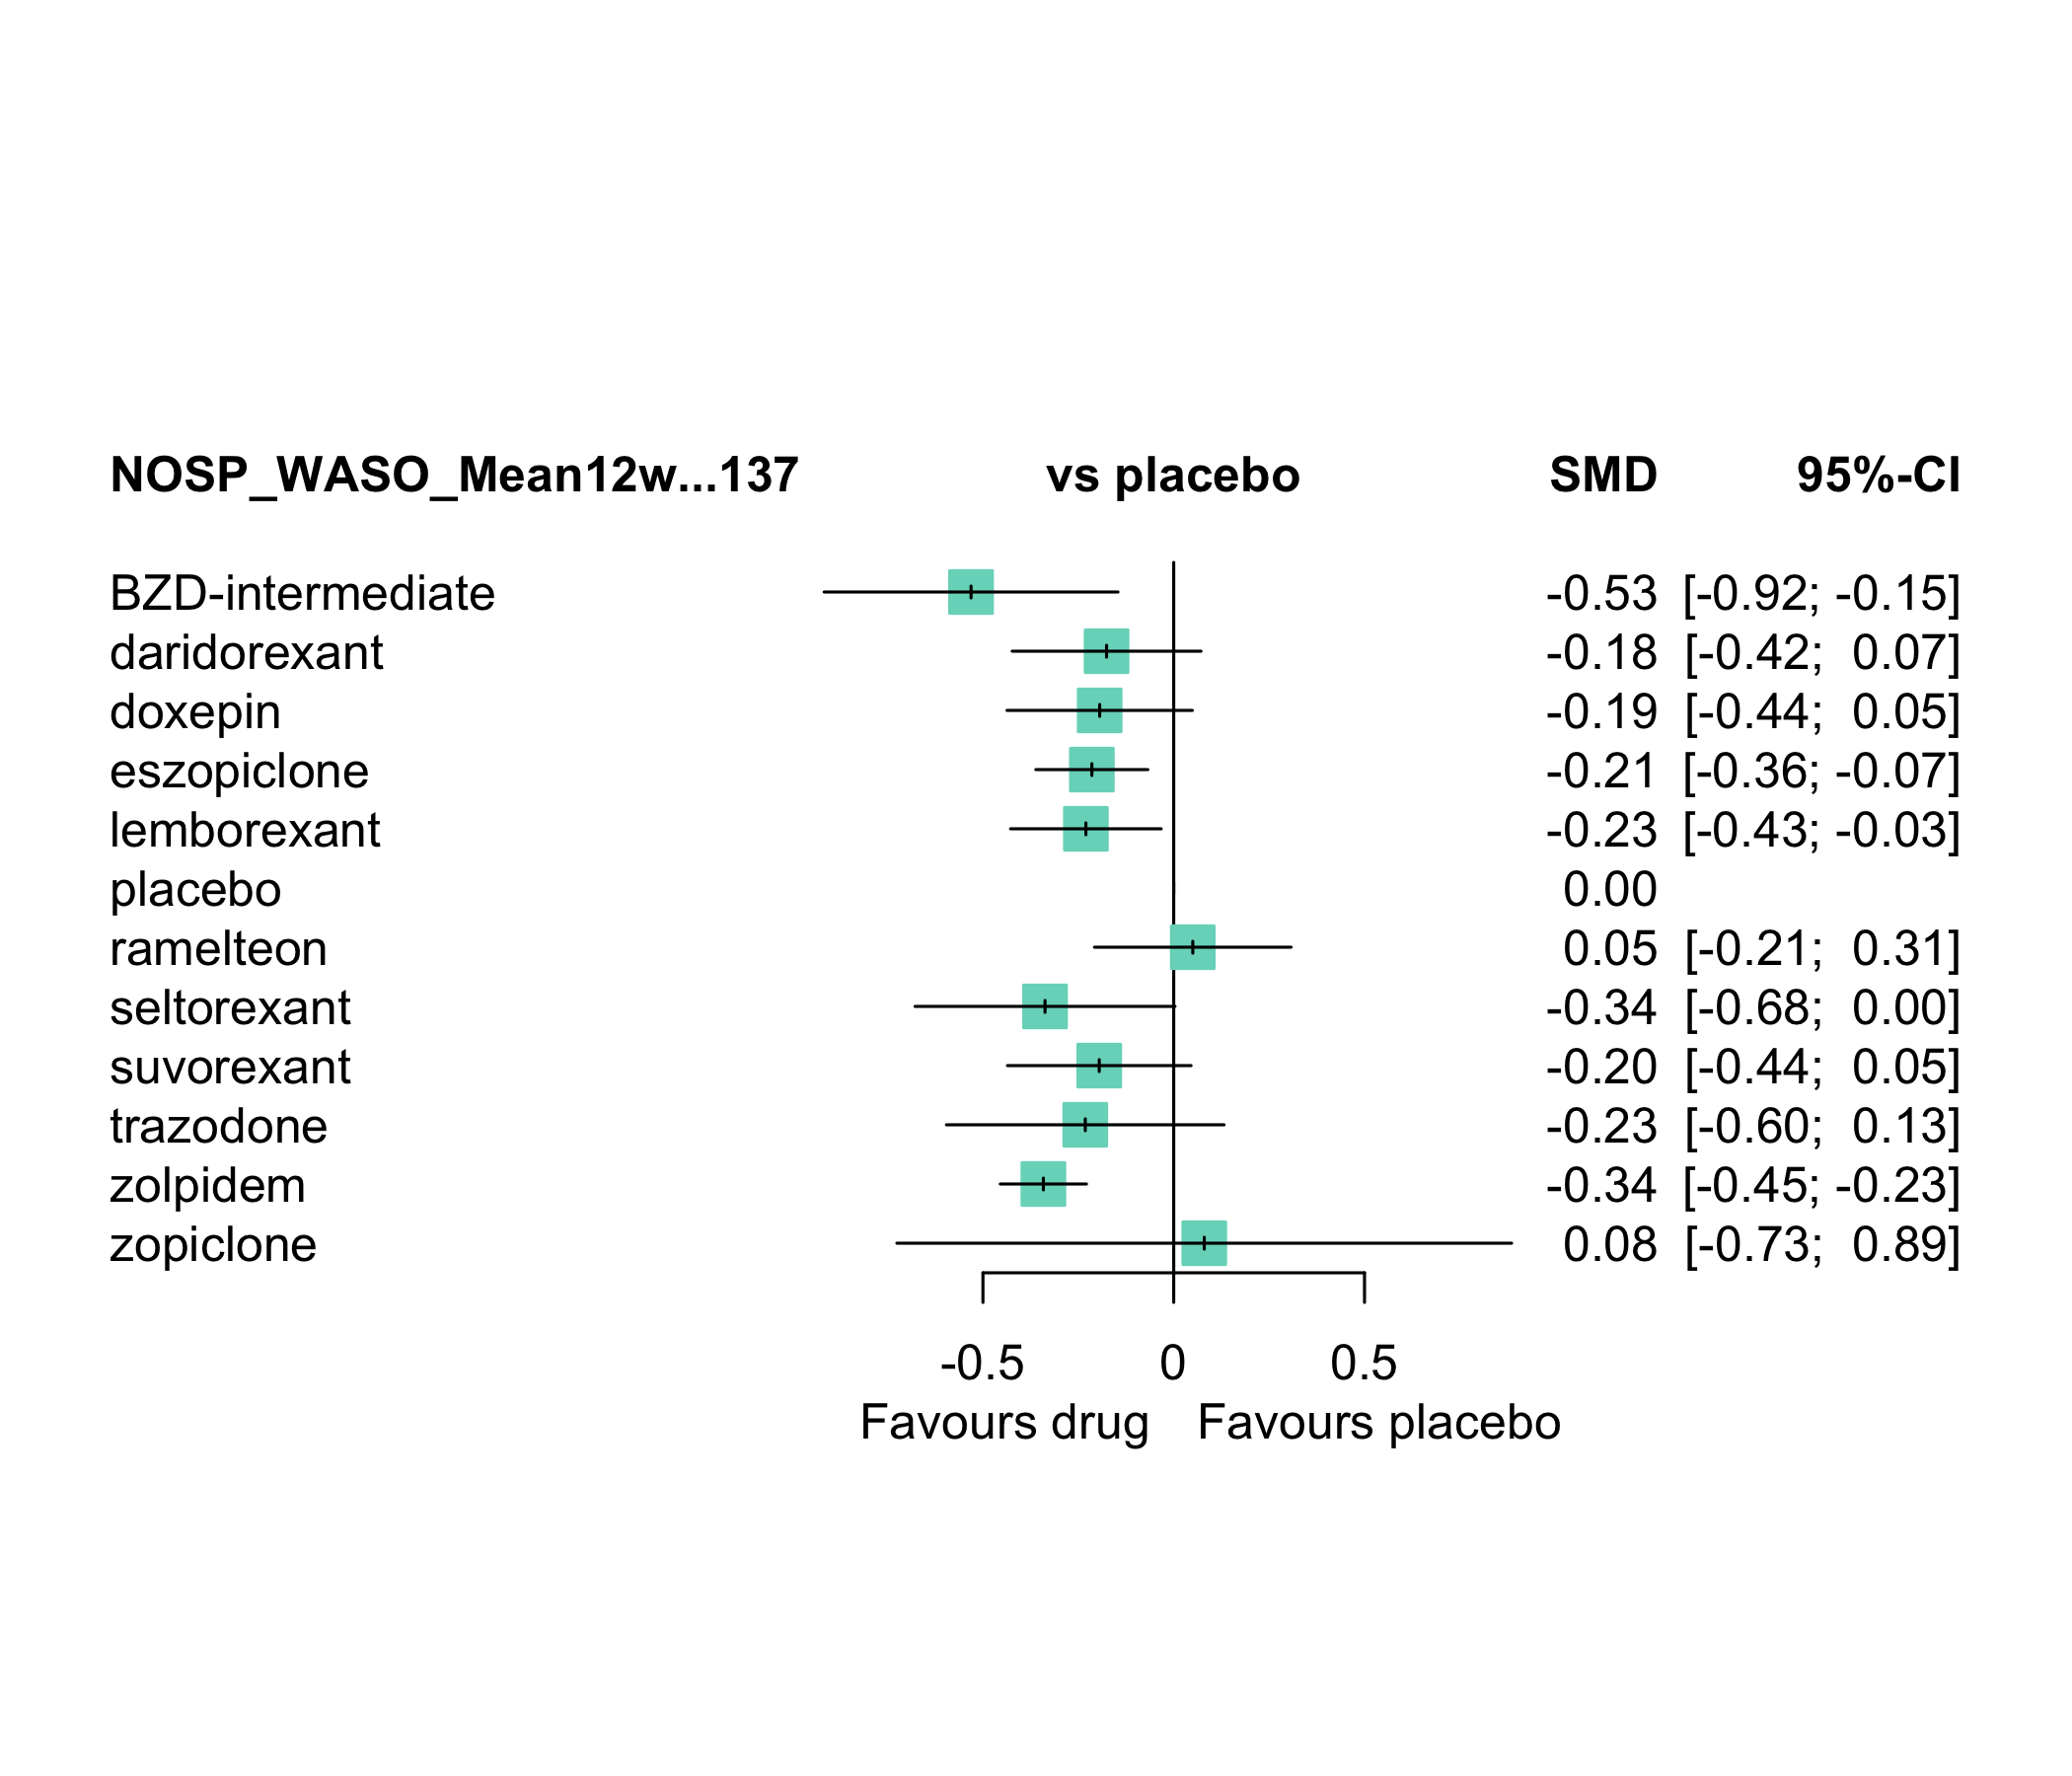 NOSP_WASO_Mean12w...137 vs placebo SMD 95%-CI
BZD-intermediate -0.53 [-0.92; -0.15]
daridorexant -0.18 [-0.42; 0.07]
doxepin -0.19 [-0.44; 0.05]
eszopiclone -0.21 [-0.36; -0.07]
lemborexant -0.23 [-0.43; -0.03]
placebo 0.00
ramelteon 0.05 [-0.21; 0.31]
seltorexant -0.34 [-0.68; 0.00]
suvorexant -0.20 [-0.44; 0.05]
trazodone -0.23 [-0.60; 0.13]
zolpidem -0.34 [-0.45; -0.23]
zopiclone 0.08 [-0.73; 0.89]
-0.5 0 0.5
Favours drug Favours placebo